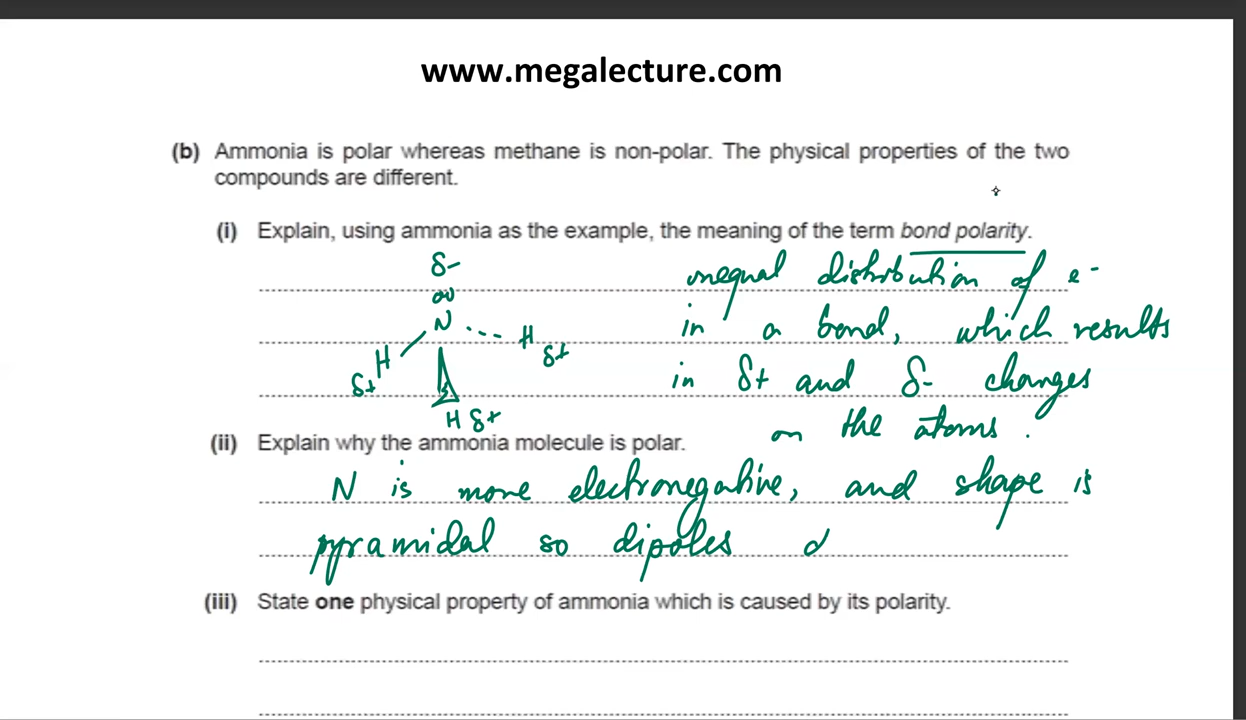 www.megalecture.com
(b) Ammonia is polar whereas methane is non-polar. The physical properties of the two
compounds are different.
(i) Explain, using ammonia as the example, the meaning of the term bond polarity.
δ-
N
H
δ+
H
δ+
H δ+
unequal distribution of e-
in a bond, which results
in δ+ and δ- changes
on the atoms.
(ii) Explain why the ammonia molecule is polar.
N is more electronegative, and shape is
pyramidal so dipoles d
(iii) State one physical property of ammonia which is caused by its polarity.